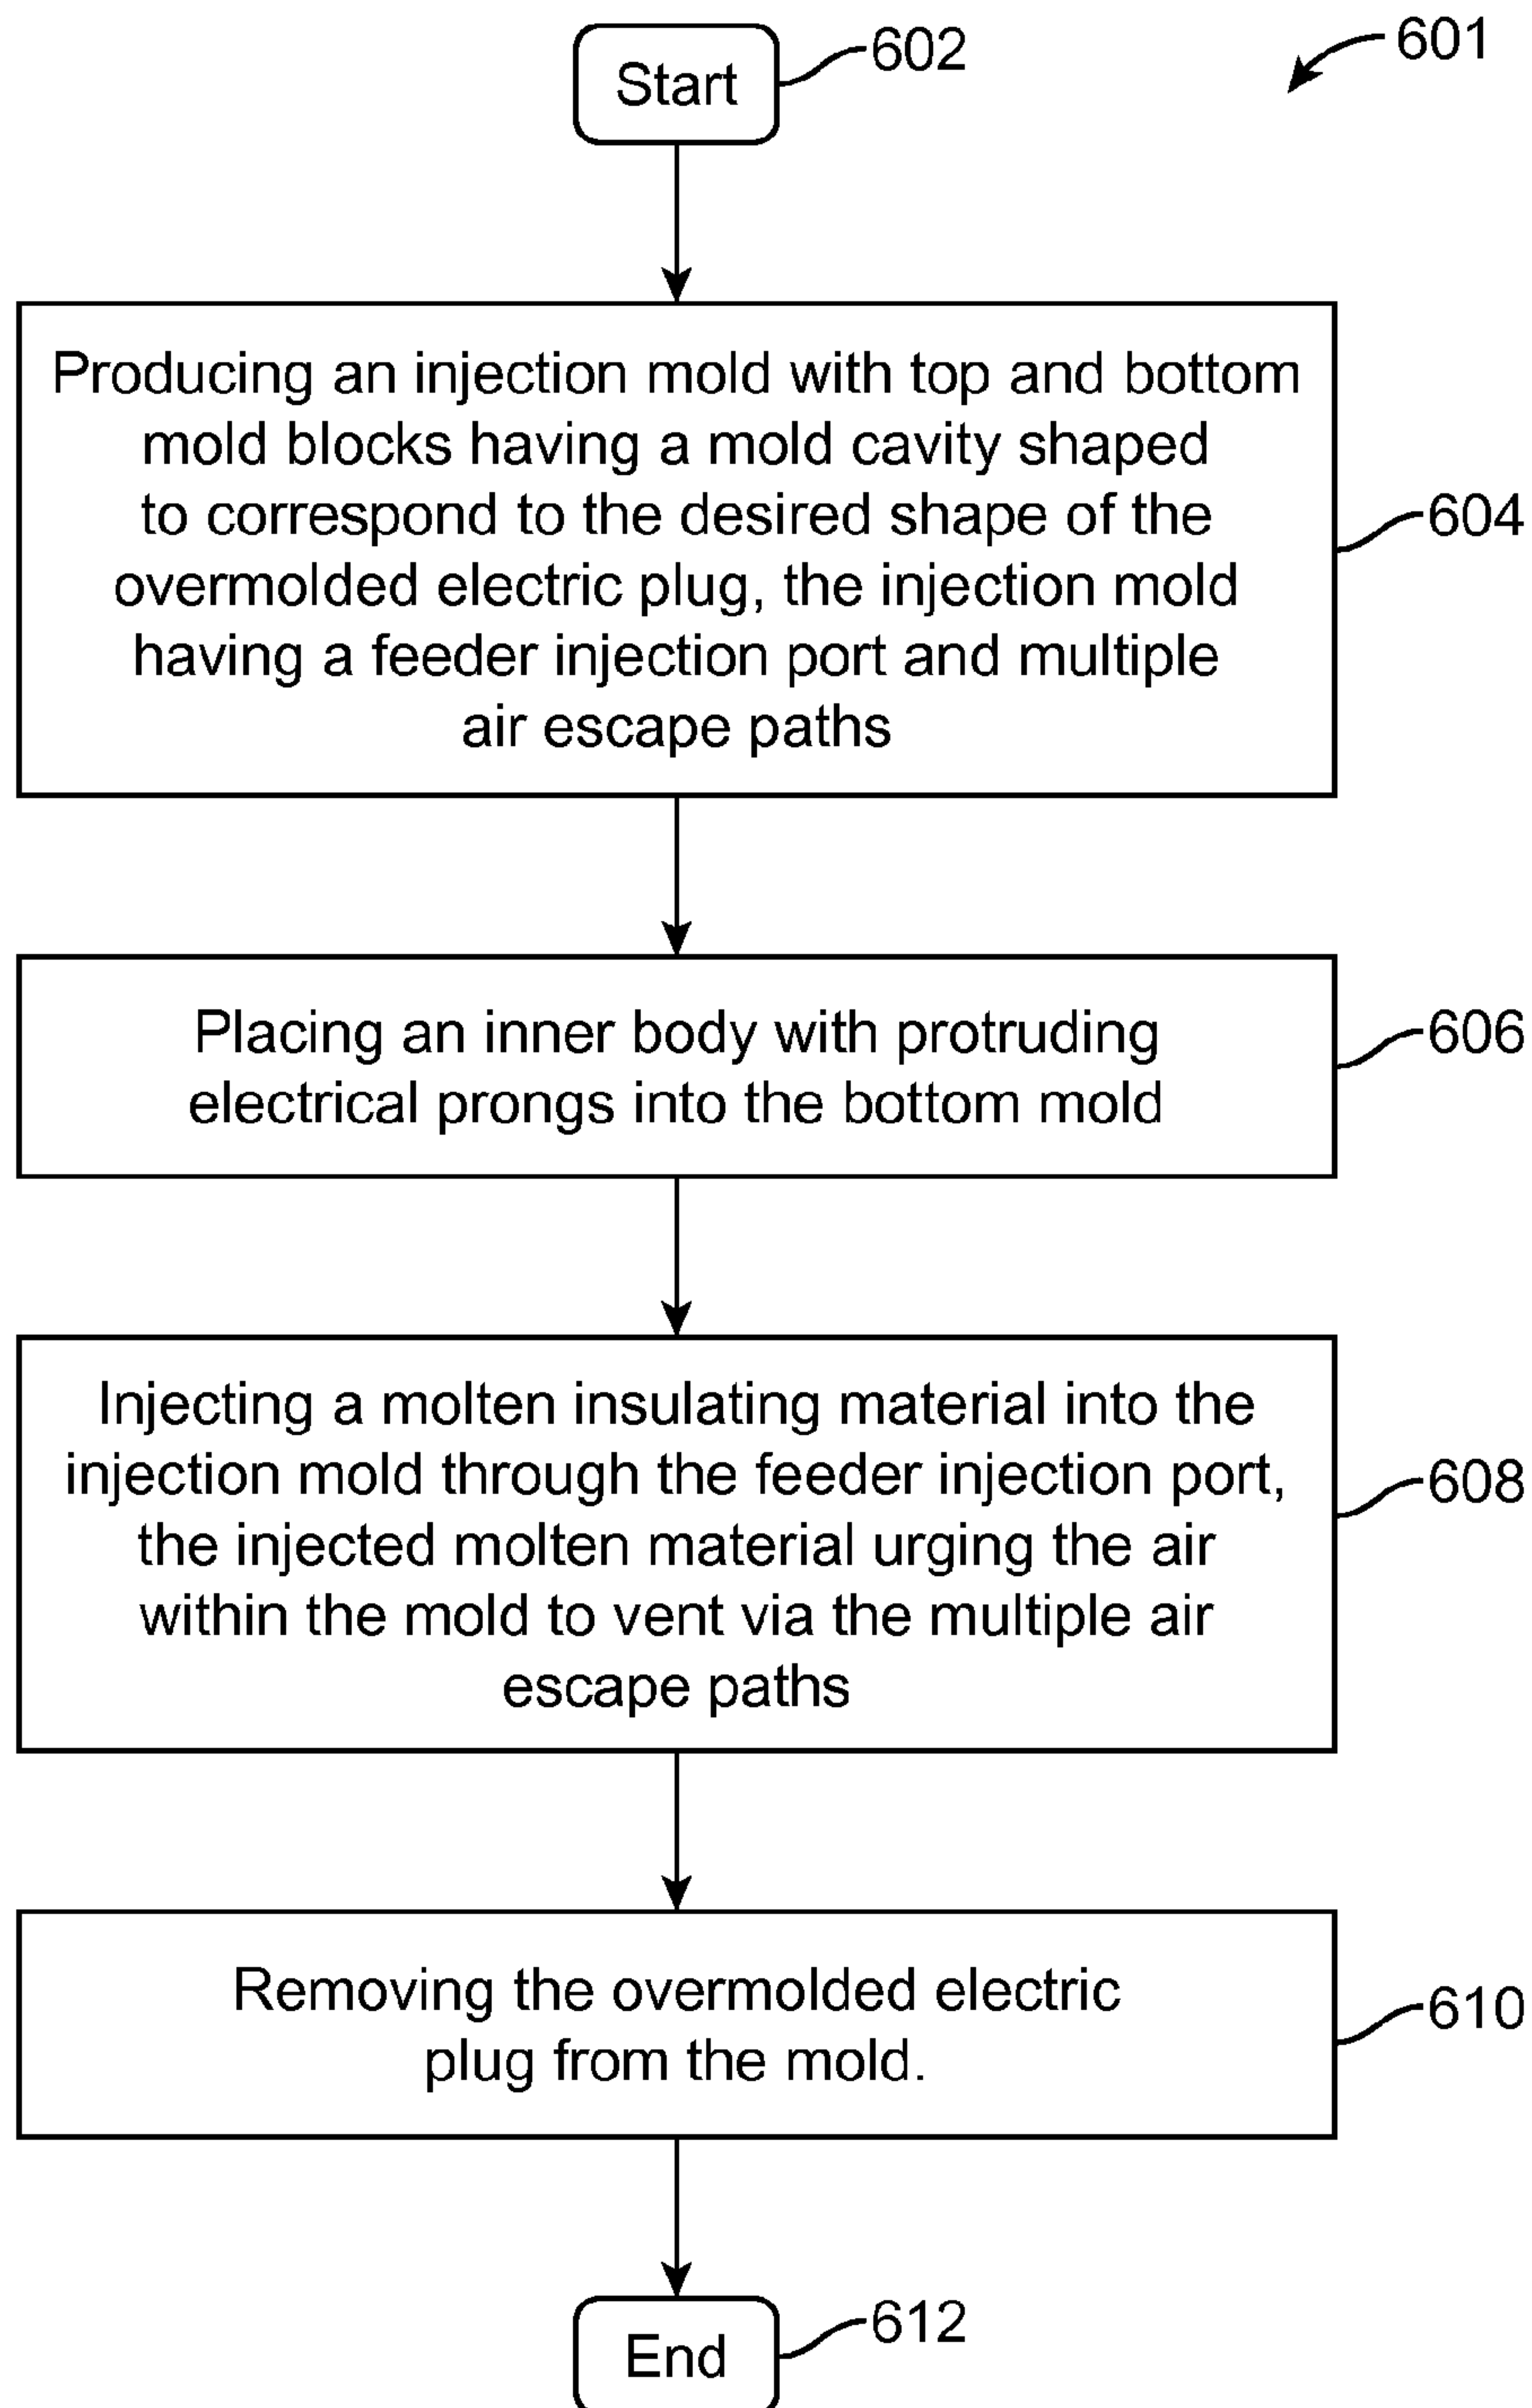 601
Start
602
Producing an injection mold with top and bottom
mold blocks having a mold cavity shaped
to correspond to the desired shape of the
overmolded electric plug, the injection mold
having a feeder injection port and multiple
air escape paths
604
Placing an inner body with protruding
electrical prongs into the bottom mold
606
Injecting a molten insulating material into the
injection mold through the feeder injection port,
the injected molten material urging the air
within the mold to vent via the multiple air
escape paths
608
Removing the overmolded electric
plug from the mold.
610
End
612